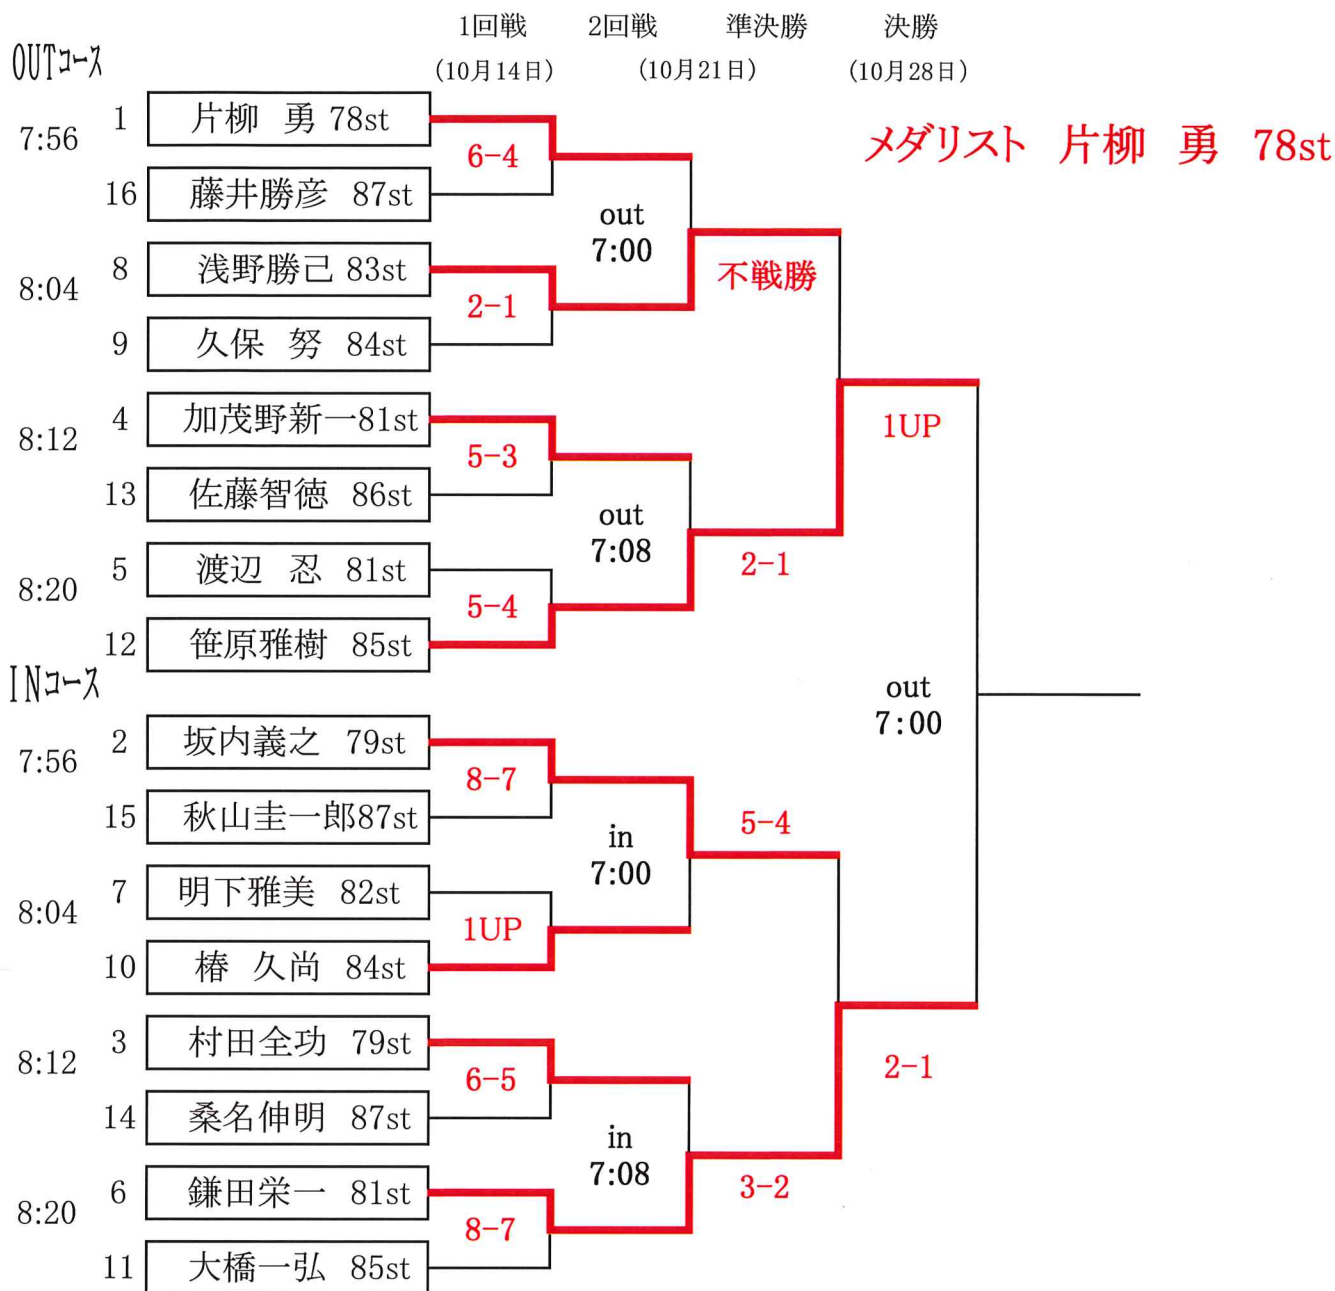 1回戦 2回戦 準決勝 決勝
OUTコース
(10月14日) (10月21日) (10月28日)
メダリスト 片柳 勇 78st
7:56
1 片柳 勇 78st
6-4
16 藤井勝彦 87st
out
7:00
8:04
8 浅野勝己 83st
不戦勝
2-1
9 久保 努 84st
8:12
4 加茂野新一81st
1UP
5-3
13 佐藤智徳 86st
out
7:08
2-1
8:20
5 渡辺 忍 81st
5-4
12 笹原雅樹 85st
INコース
out
7:00
7:56
2 坂内義之 79st
8-7
15 秋山圭一郎87st
5-4
in
7:00
8:04
7 明下雅美 82st
1UP
10 椿 久尚 84st
8:12
3 村田全功 79st
2-1
6-5
14 桑名伸明 87st
in
7:08
3-2
8:20
6 鎌田栄一 81st
8-7
11 大橋一弘 85st